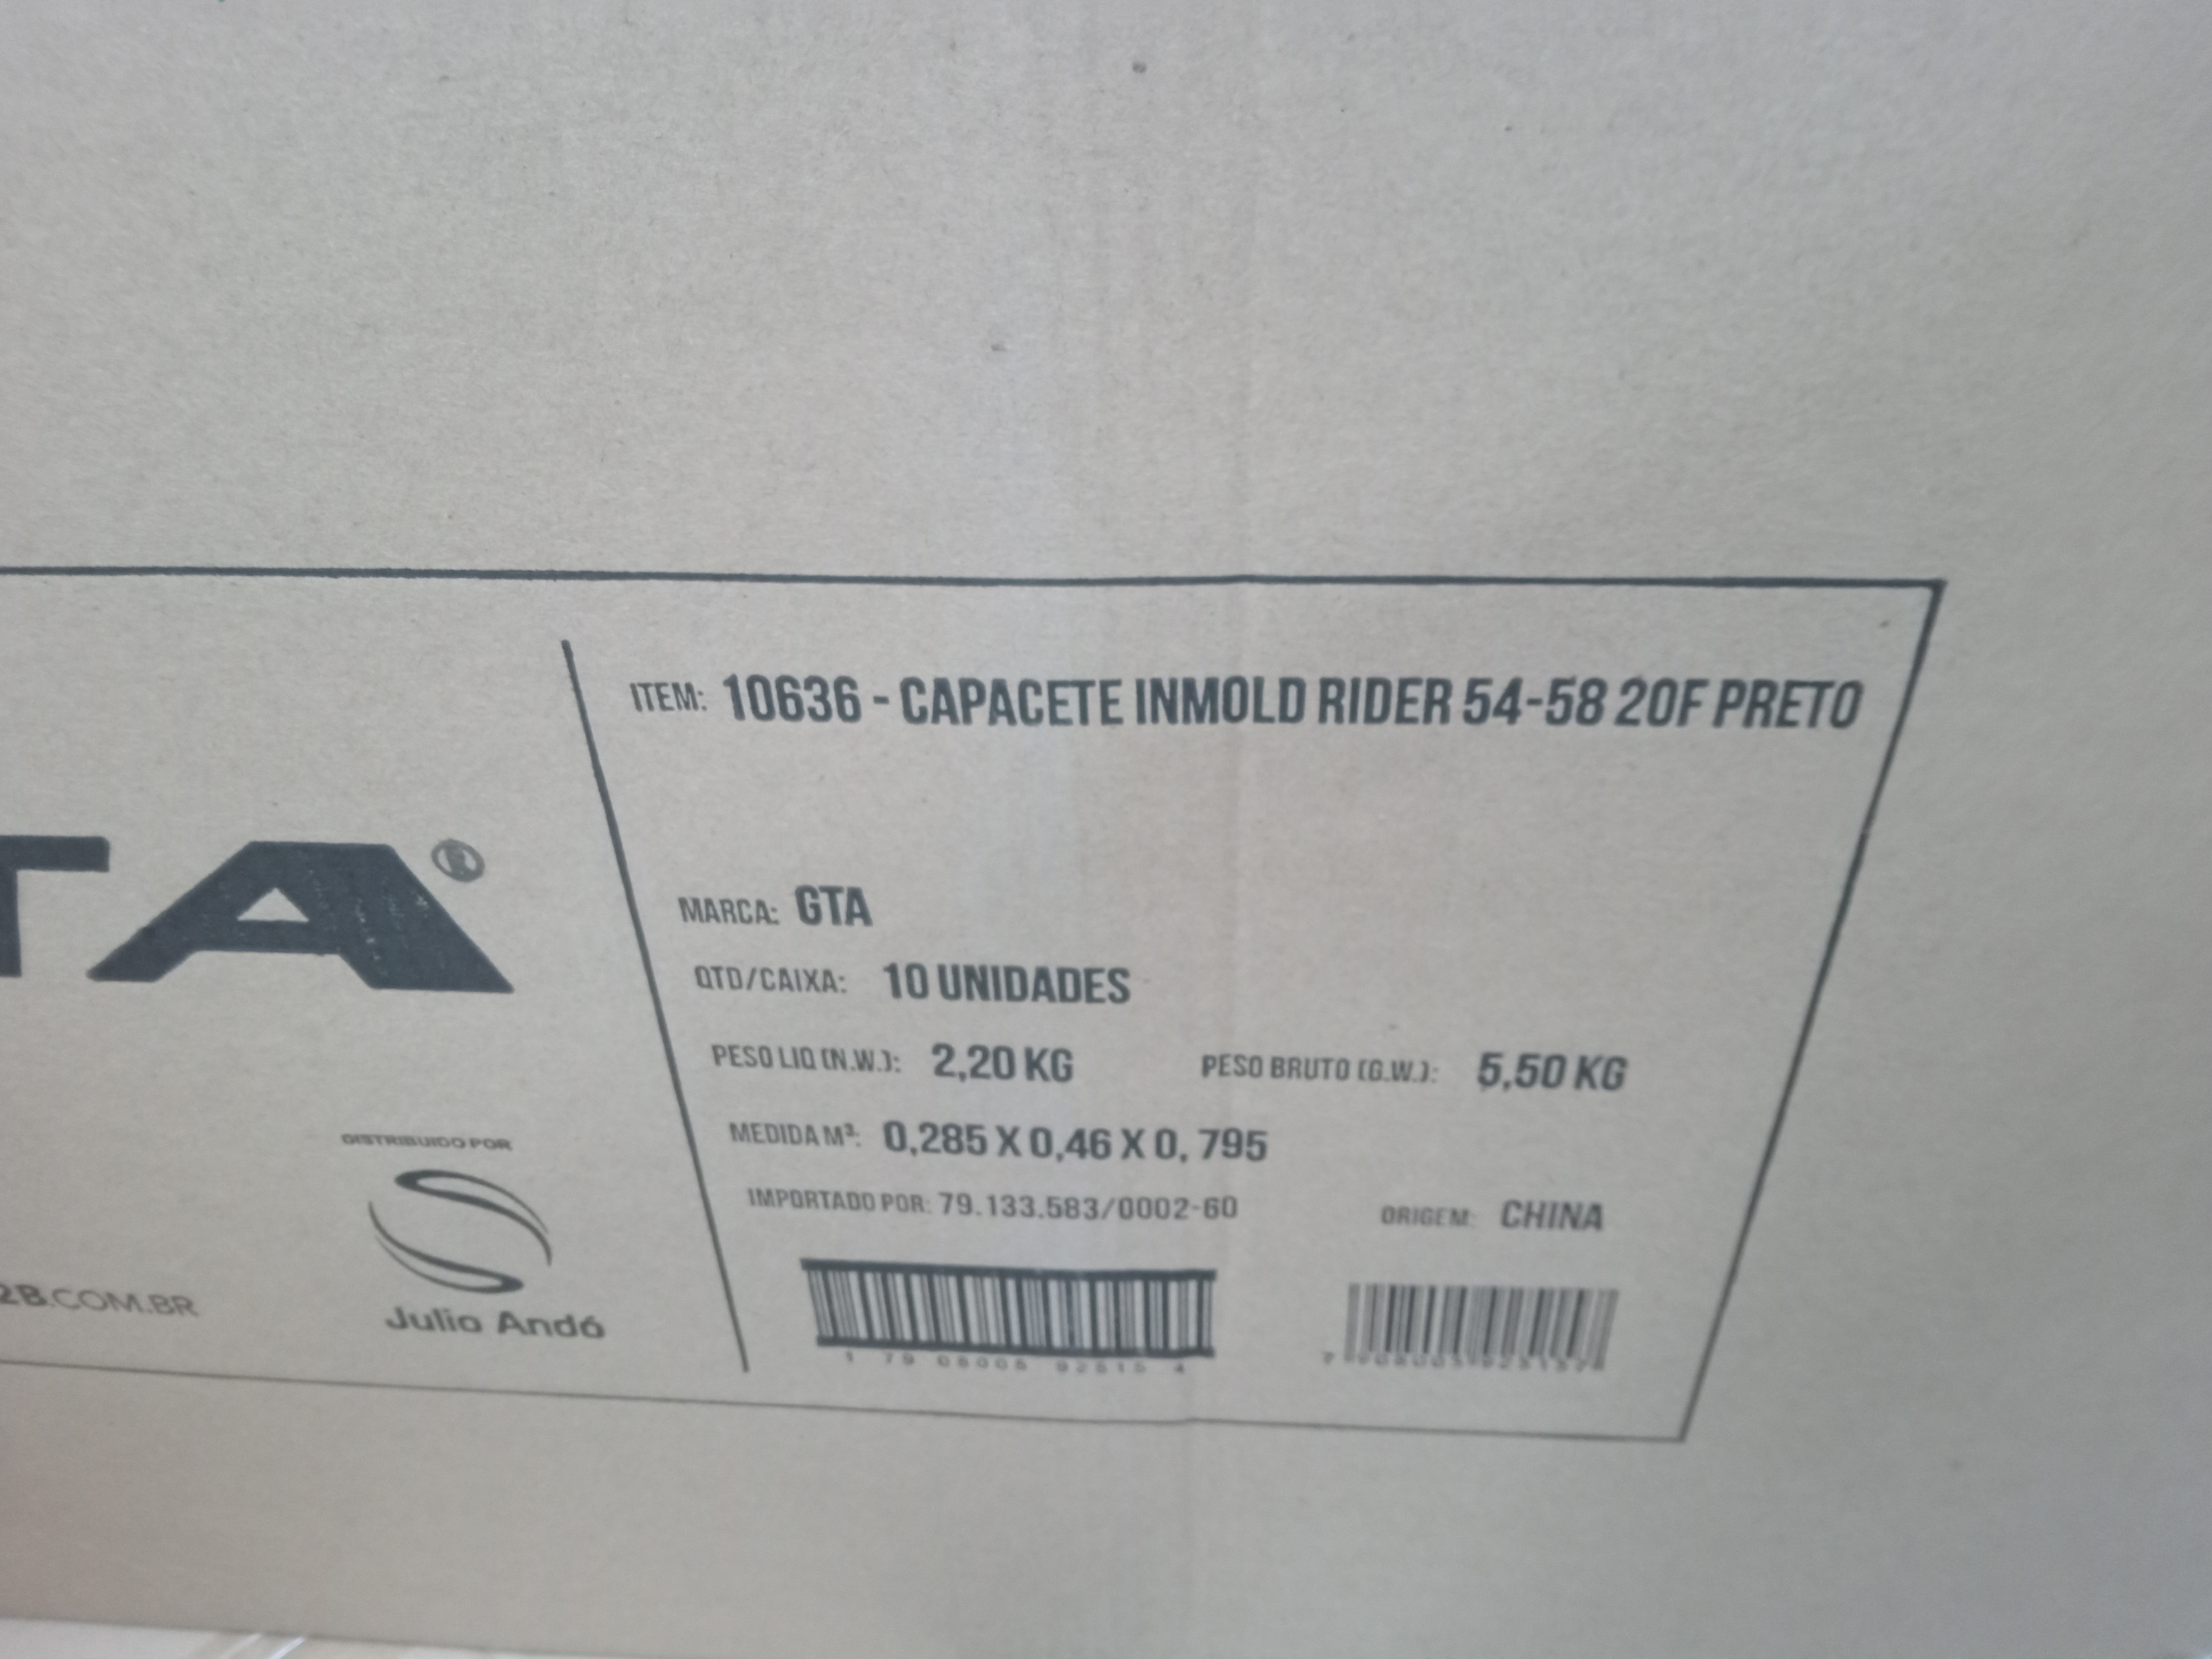 ITEM: 10636 - CAPACETE INMOLD RIDER 54-58 20F PRETO
TA®
MARCA: GTA
QTD/CAIXA: 10 UNIDADES
PESO LIQ (N.W.): 2,20 KG PESO BRUTO (G.W.): 5,50 KG
MEDIDA M³: 0,285 X 0,46 X 0, 795
IMPORTADO POR: 79.133.583/0002-60 ORIGEM: CHINA
DISTRIBUIDO POR
Julio Andó
2B.COM.BR